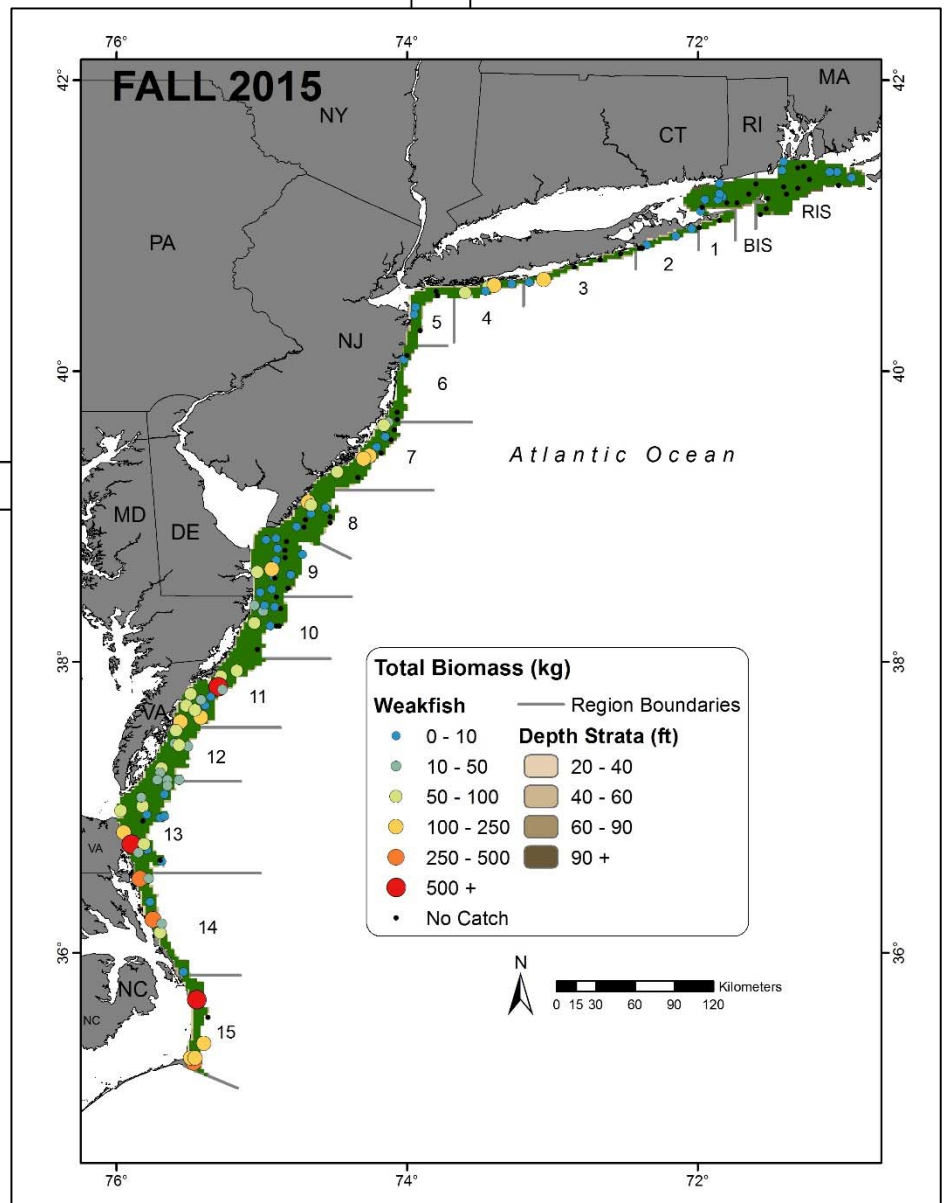 76°
74°
72°
42°
42°
FALL 2015
MA
NY
CT
RI
RIS
BIS
1
2
3
4
5
PA
NJ
6
40°
40°
Atlantic Ocean
7
8
MD
DE
9
10
38°
38°
11
VA
12
13
VA
14
36°
36°
NC
NC
15
Total Biomass (kg)
Weakfish
0 - 10
10 - 50
50 - 100
100 - 250
250 - 500
500 +
No Catch
Region Boundaries
Depth Strata (ft)
20 - 40
40 - 60
60 - 90
90 +
N
Kilometers
0 15 30 60 90 120
76°
74°
72°